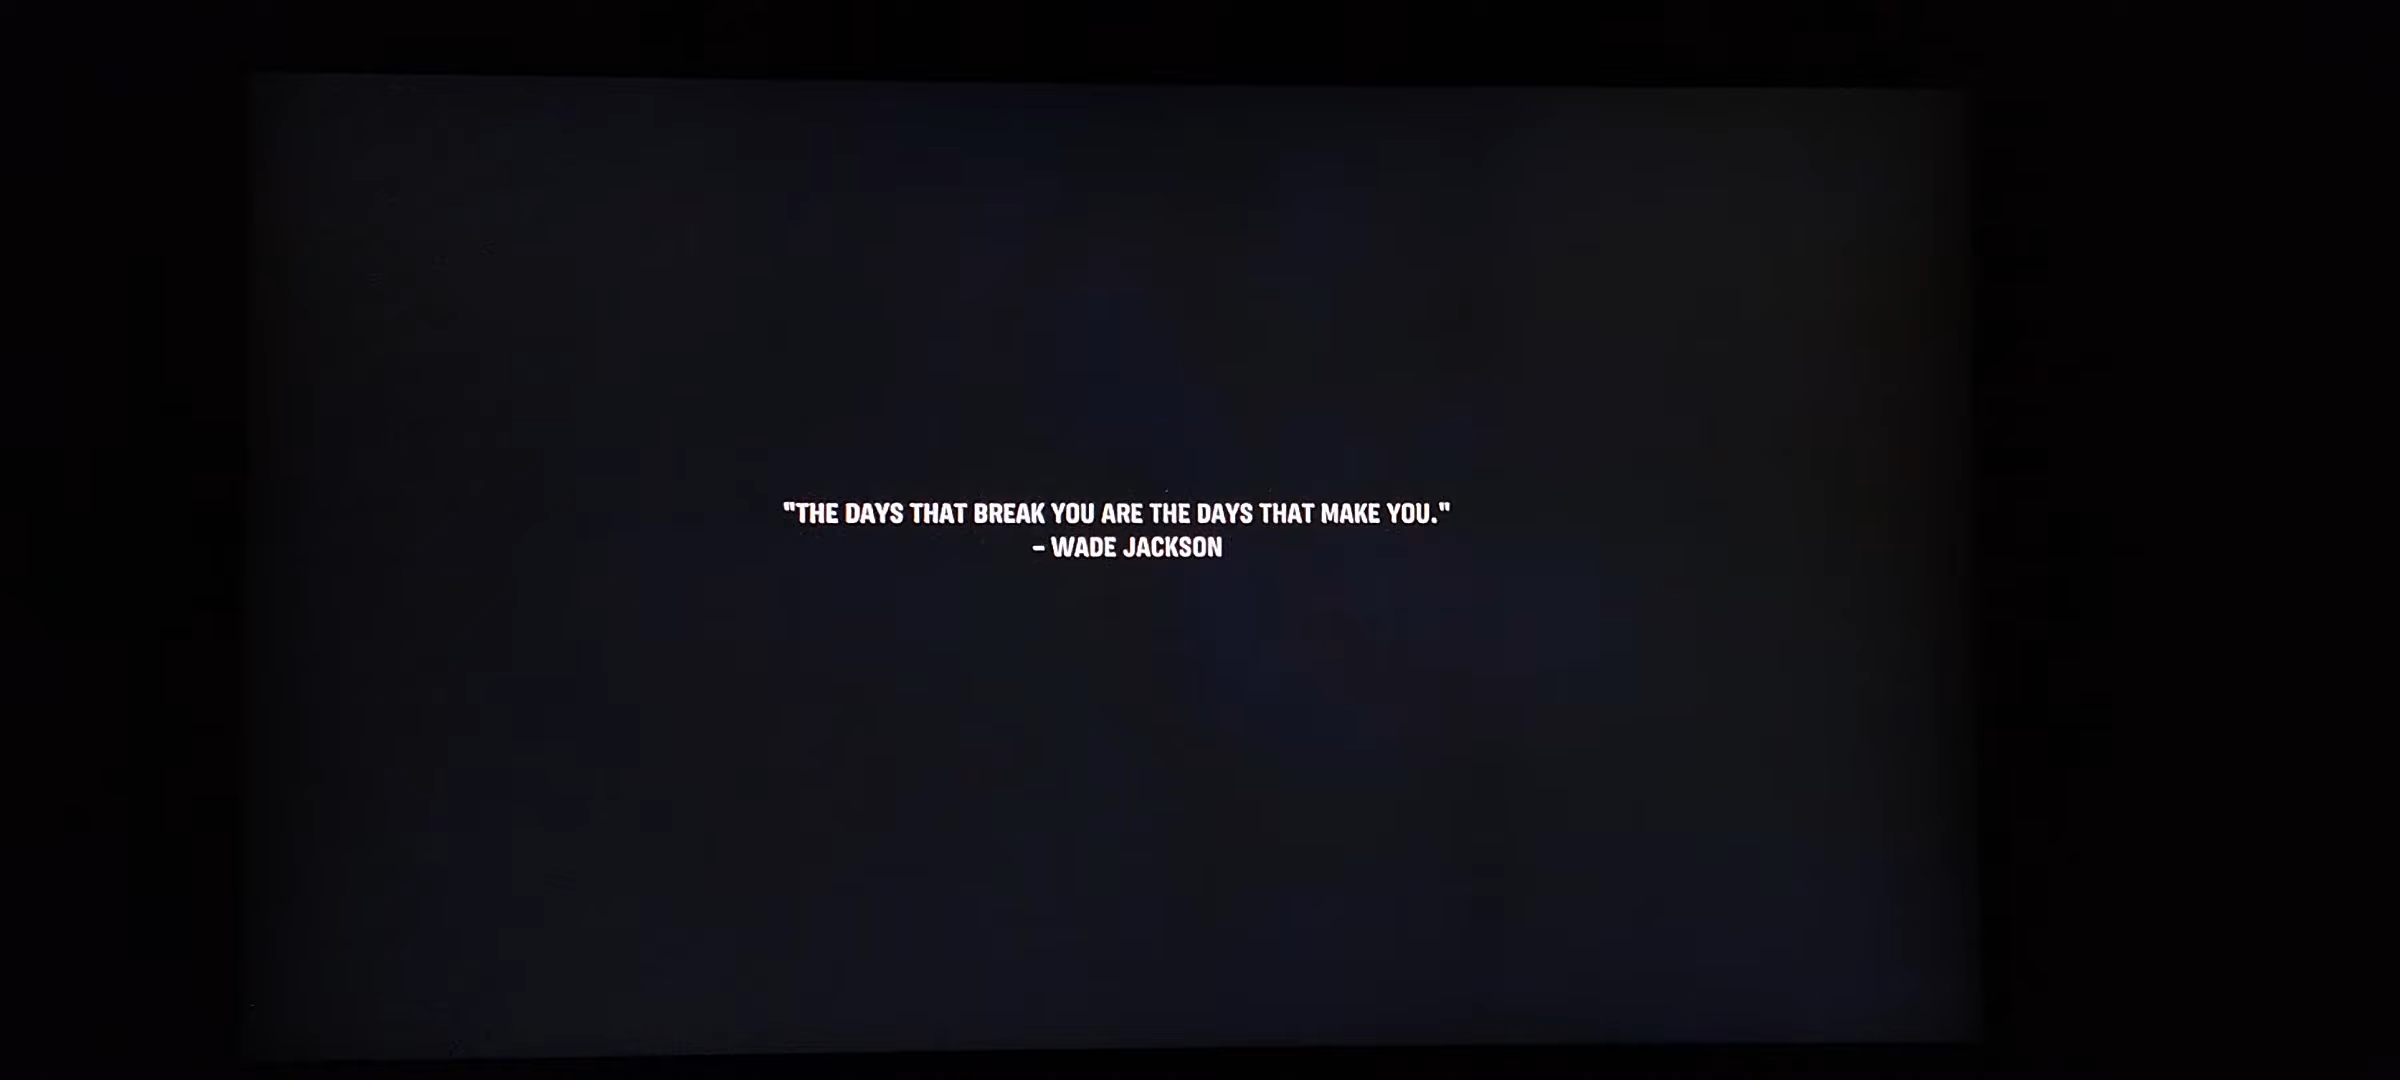 "THE DAYS THAT BREAK YOU ARE THE DAYS THAT MAKE YOU."
– WADE JACKSON